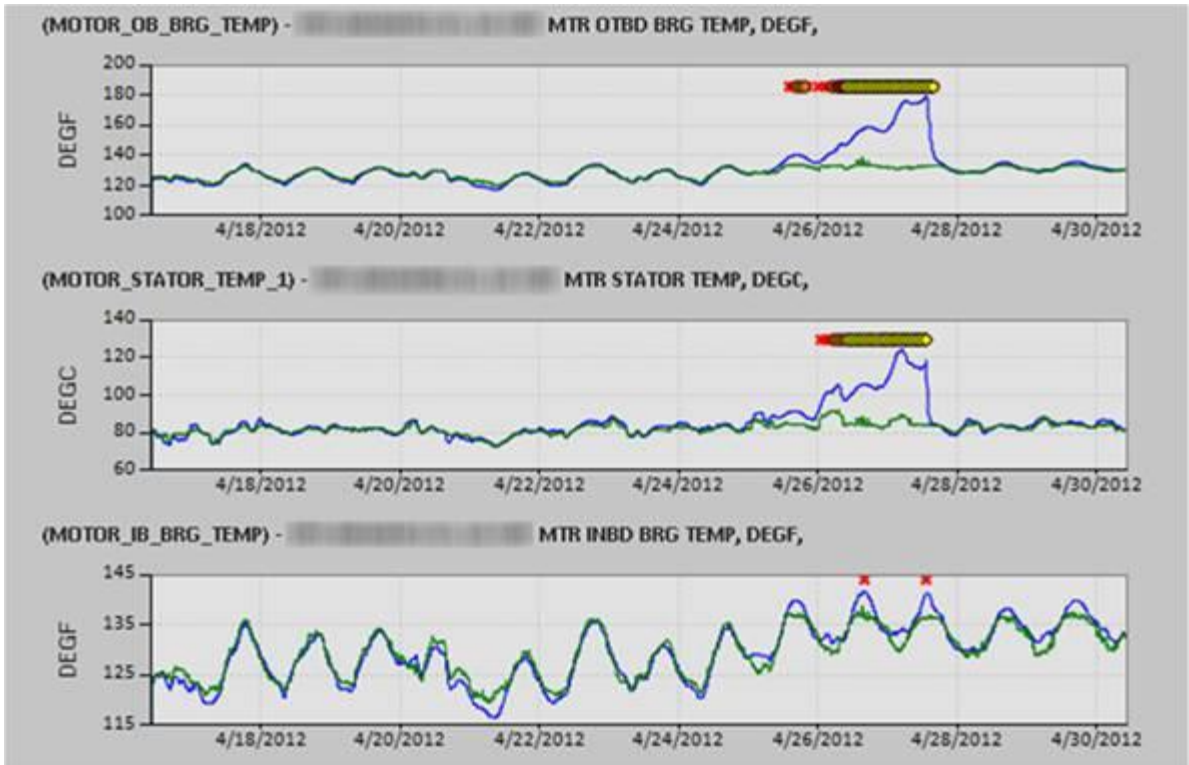 (MOTOR_OB_BRG_TEMP) - MTR OTBD BRG TEMP, DEGF,
200
180
160
140
120
100
DEGF
4/18/2012 4/20/2012 4/22/2012 4/24/2012 4/26/2012 4/28/2012 4/30/2012
(MOTOR_STATOR_TEMP_1) - MTR STATOR TEMP, DEGC,
140
120
100
80
60
DEGC
4/18/2012 4/20/2012 4/22/2012 4/24/2012 4/26/2012 4/28/2012 4/30/2012
(MOTOR_IB_BRG_TEMP) - MTR INBD BRG TEMP, DEGF,
145
135
125
115
DEGF
4/18/2012 4/20/2012 4/22/2012 4/24/2012 4/26/2012 4/28/2012 4/30/2012